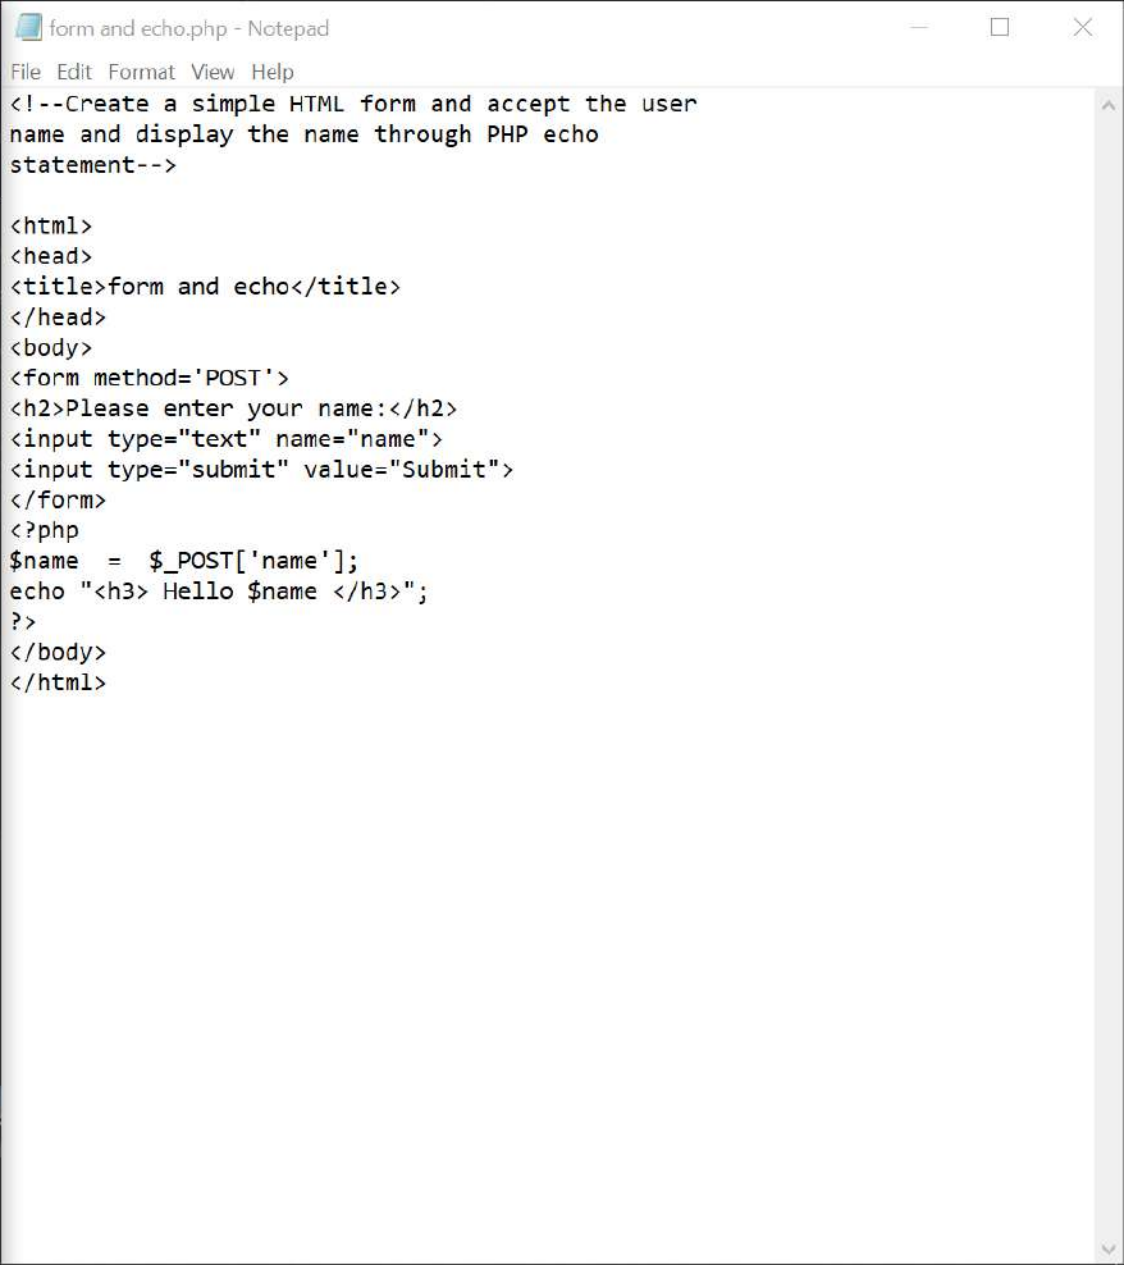 form and echo.php - Notepad
File Edit Format View Help
<!--Create a simple HTML form and accept the user
name and display the name through PHP echo
statement-->

<html>
<head>
<title>form and echo</title>
</head>
<body>
<form method='POST'>
<h2>Please enter your name:</h2>
<input type="text" name="name">
<input type="submit" value="Submit">
</form>
<?php
$name  =  $_POST['name'];
echo "<h3> Hello $name </h3>";
?>
</body>
</html>